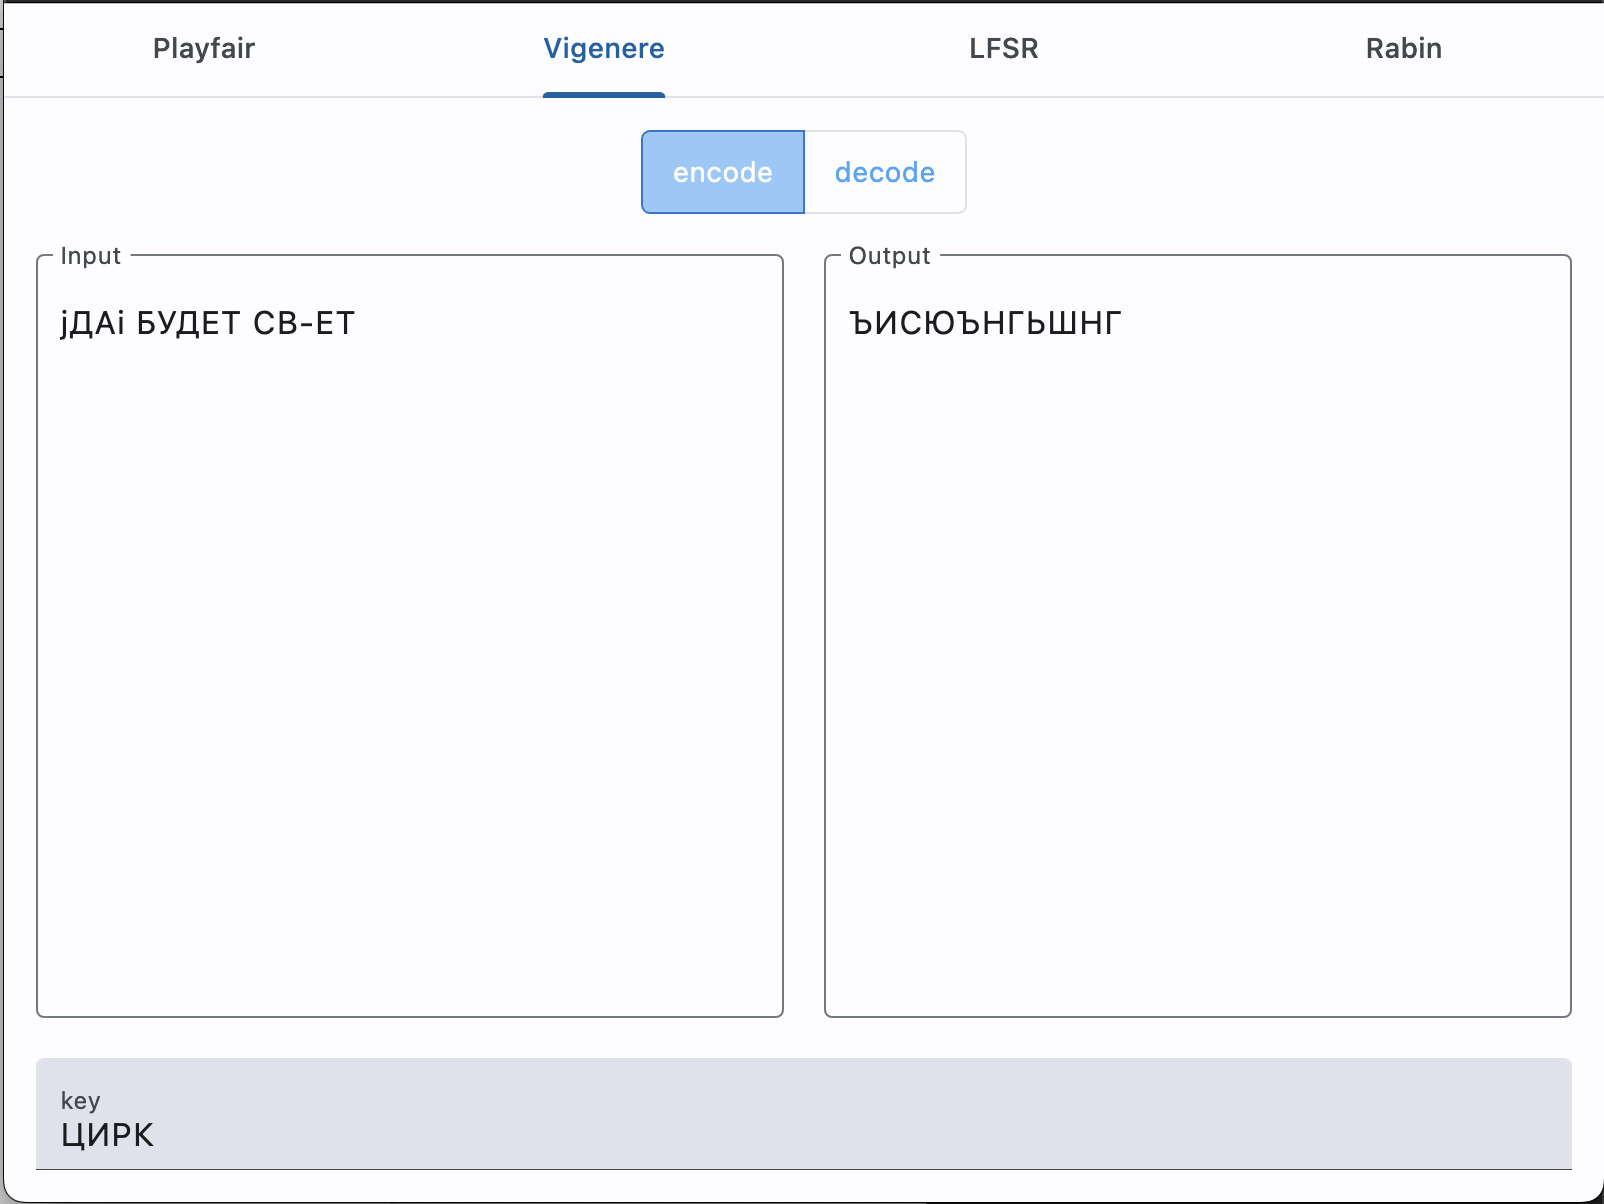 Playfair Vigenere LFSR Rabin
encode decode
Input
jДАi БУДЕТ СВ-ЕТ
Output
ЪИСЮЪНГЬШНГ
key
ЦИРК